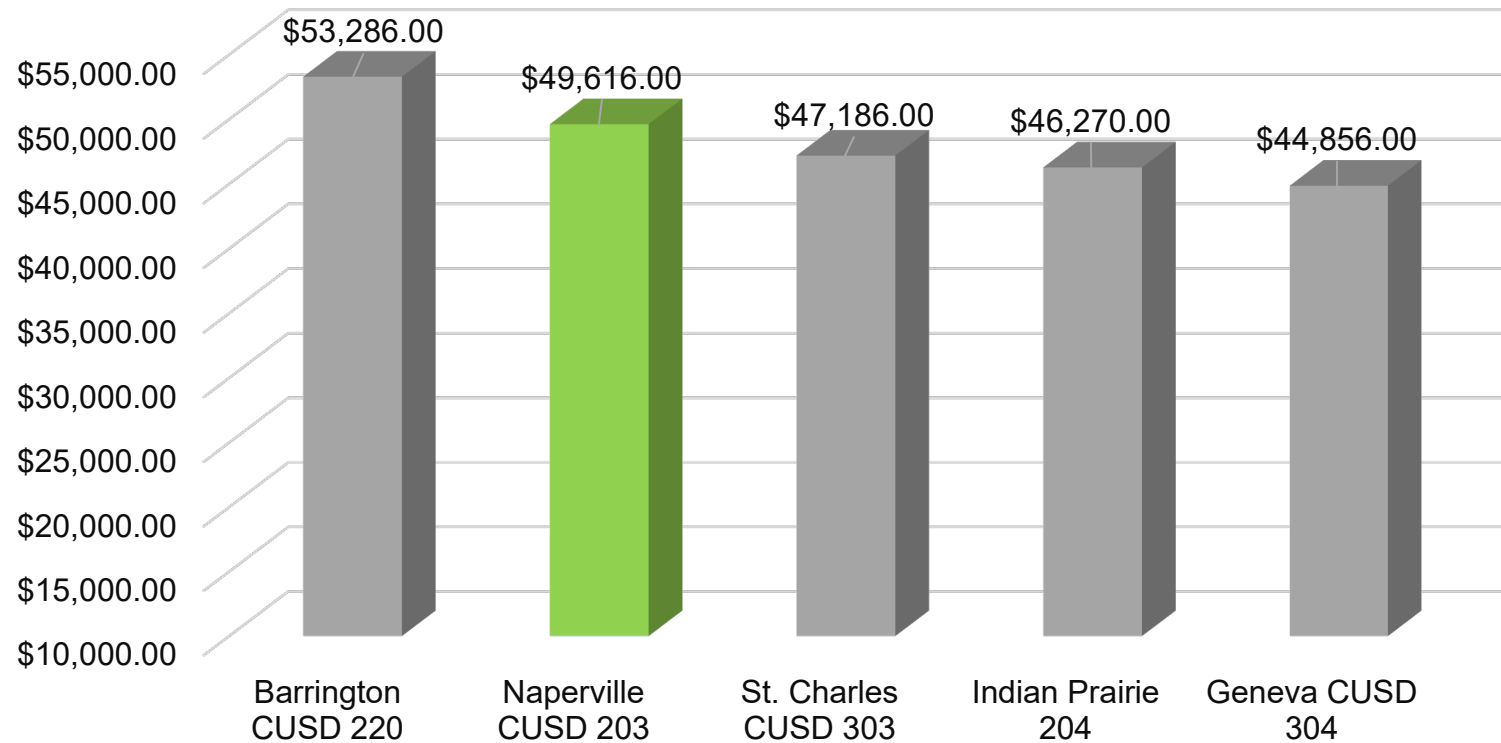 $53,286.00
$49,616.00
$47,186.00
$46,270.00
$44,856.00
$55,000.00
$50,000.00
$45,000.00
$40,000.00
$35,000.00
$30,000.00
$25,000.00
$20,000.00
$15,000.00
$10,000.00
Barrington
CUSD 220
Naperville
CUSD 203
St. Charles
CUSD 303
Indian Prairie
204
Geneva CUSD
304